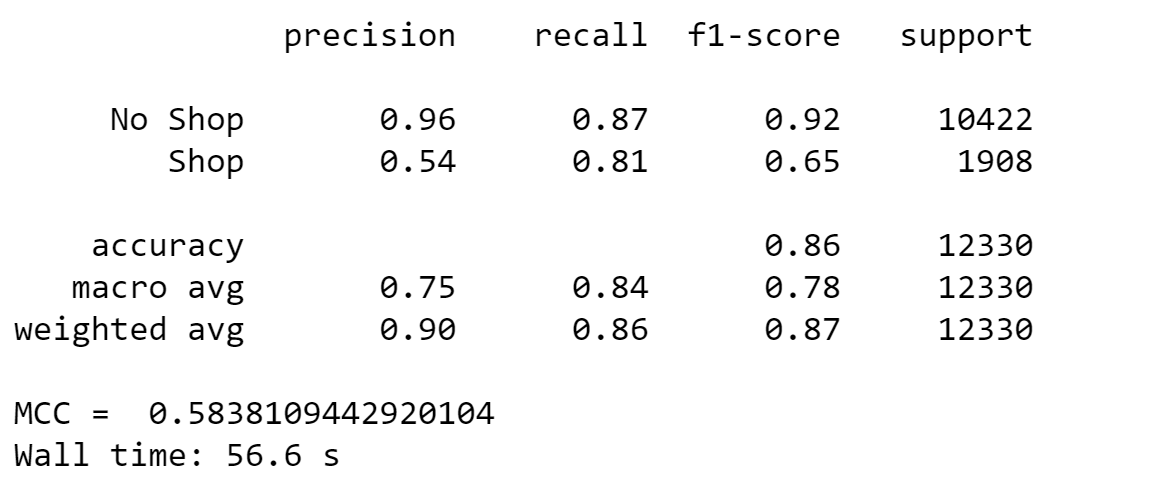 precision recall f1-score support
No Shop 0.96 0.87 0.92 10422
Shop 0.54 0.81 0.65 1908
accuracy 0.86 12330
macro avg 0.75 0.84 0.78 12330
weighted avg 0.90 0.86 0.87 12330
MCC = 0.5838109442920104
Wall time: 56.6 s